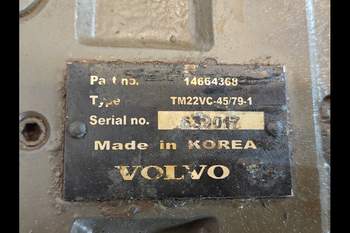 Part no. 14664368
Type TM22VC-45/79-1
Serial no.
Made in KOREA
VOLVO